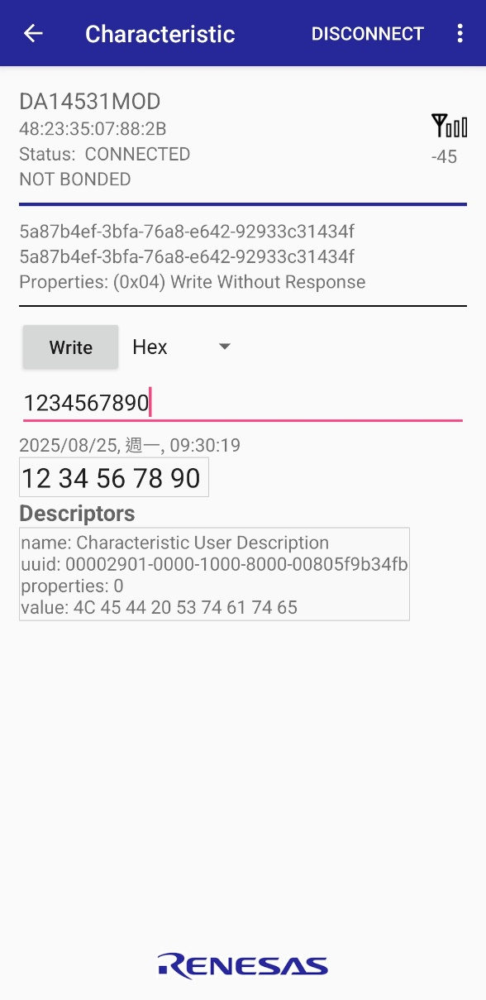 Characteristic DISCONNECT
DA14531MOD
48:23:35:07:88:2B
Status: CONNECTED
-45
NOT BONDED
5a87b4ef-3bfa-76a8-e642-92933c31434f
5a87b4ef-3bfa-76a8-e642-92933c31434f
Properties: (0x04) Write Without Response
Write Hex
1234567890
2025/08/25, 週一, 09:30:19
12 34 56 78 90
Descriptors
name: Characteristic User Description
uuid: 00002901-0000-1000-8000-00805f9b34fb
properties: 0
value: 4C 45 44 20 53 74 61 74 65
RENESAS